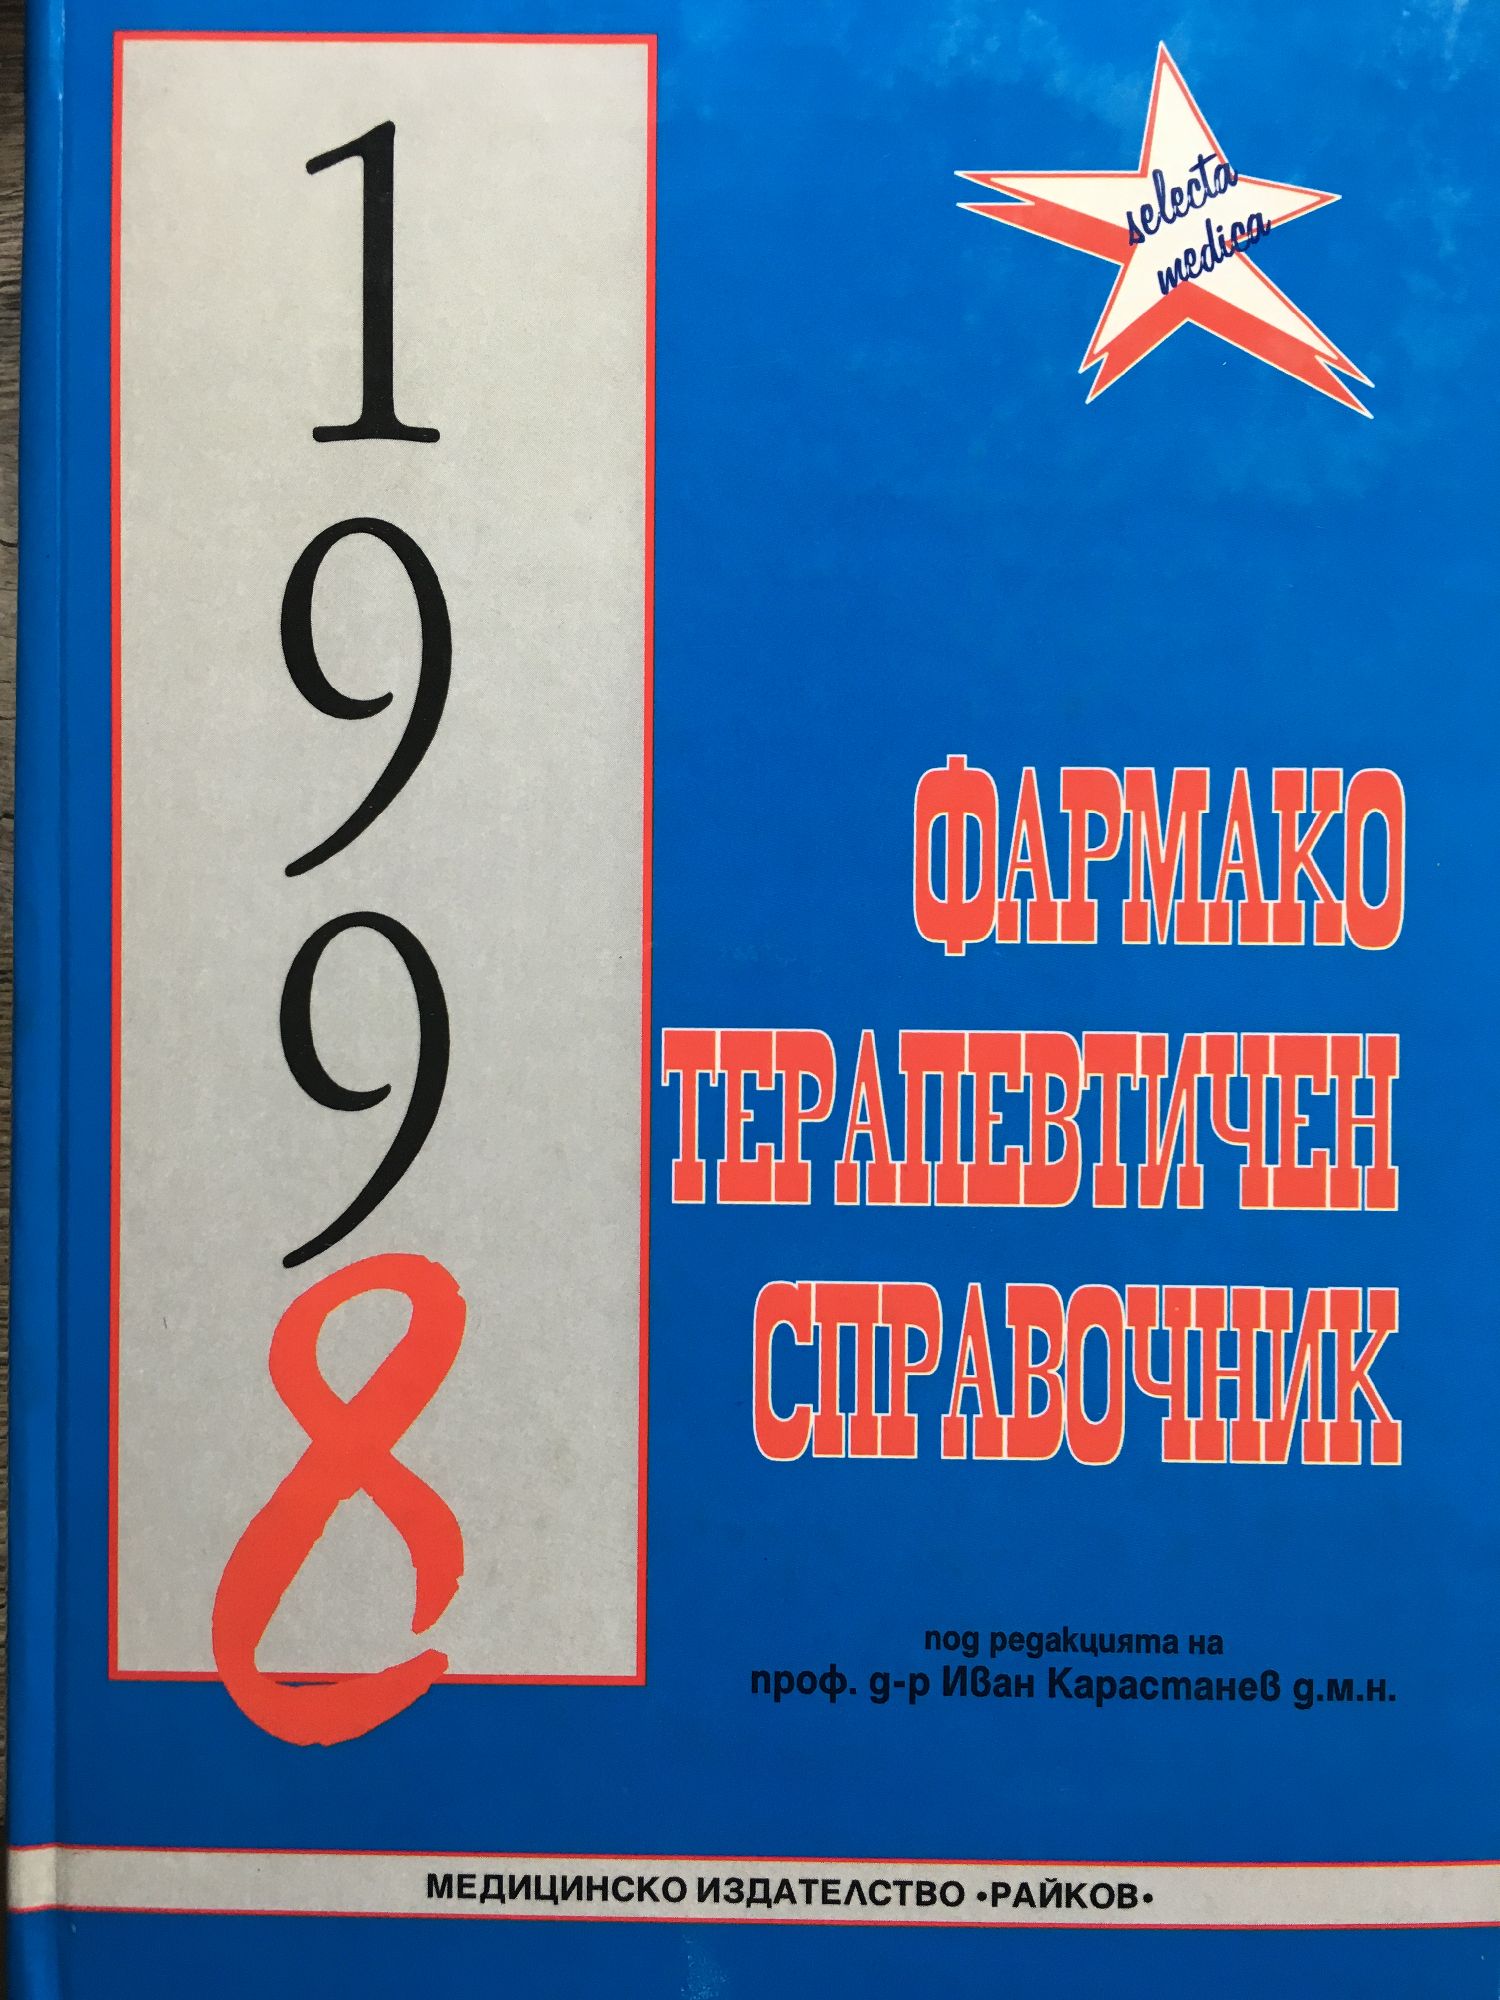 1
9
9
8
selecta
medica
ФАРМАКО
ТЕРАПЕВТИЧЕН
СПРАВОЧНИК
под редакцията на
проф. д-р Иван Карастанев д.м.н.
МЕДИЦИНСКО ИЗДАТЕЛСТВО •РАЙКОВ•